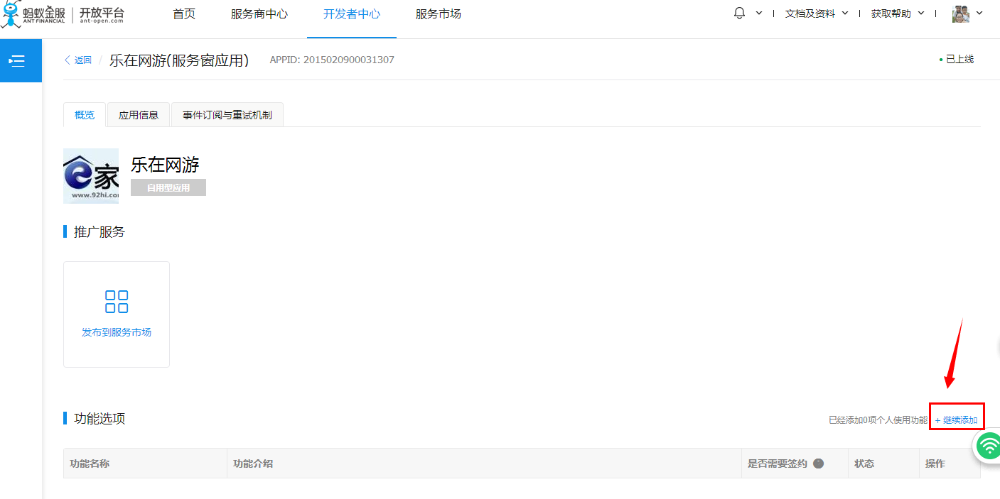 蚂蚁金服 开放平台
ANT FINANCIAL ant-open.com
首页 服务商中心 开发者中心 服务市场 文档及资料 获取帮助
返回 / 乐在网游(服务窗应用) APPID: 2015020900031307 已上线
概览 应用信息 事件订阅与重试机制
e家
www.92hi.co
乐在网游
自用型应用
推广服务
发布到服务市场
功能选项 已经添加0项个人使用功能 + 继续添加
功能名称 功能介绍 是否需要签约 状态 操作